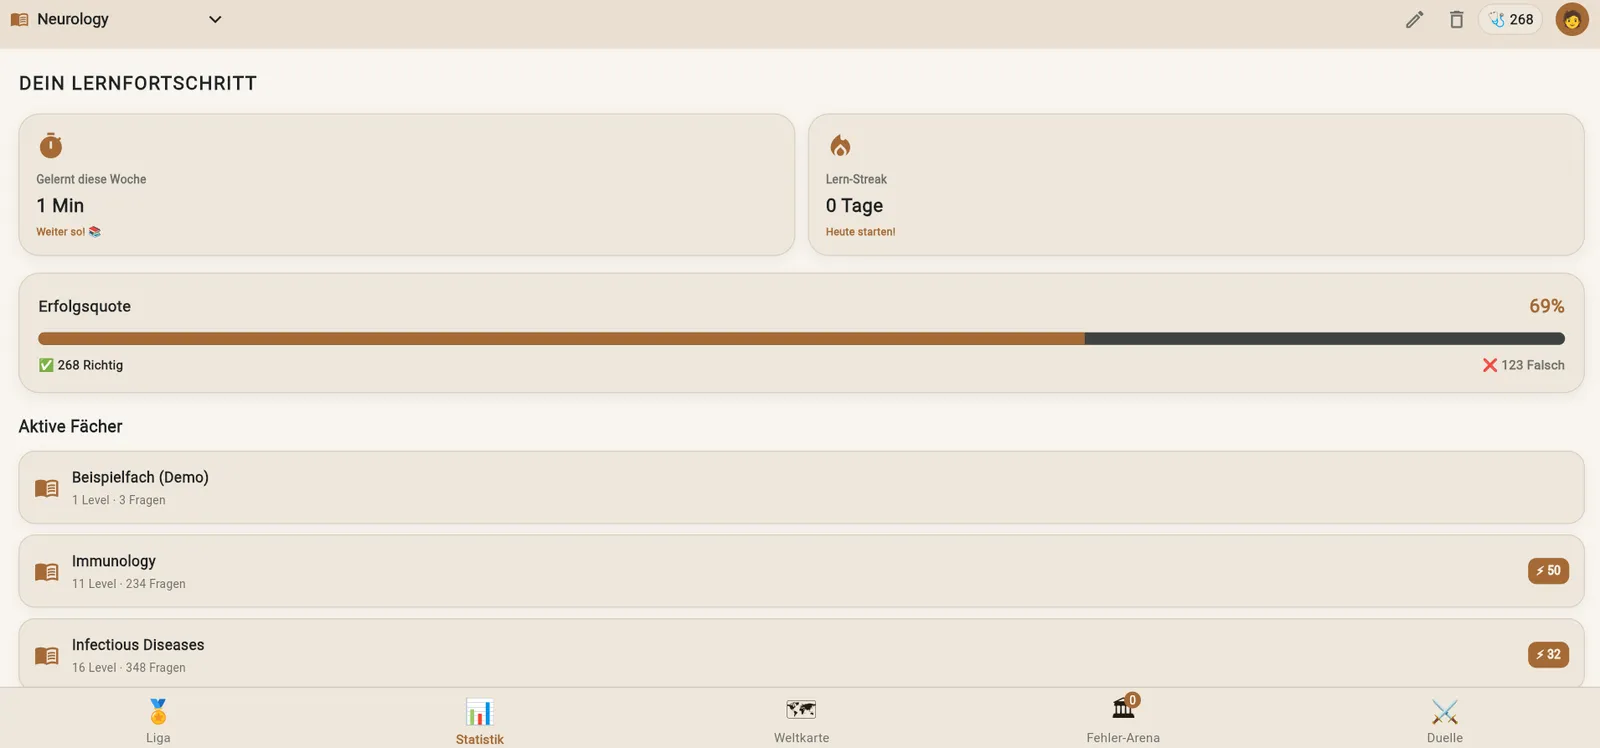 Neurology
268
DEIN LERNFORTSCHRITT
Gelernt diese Woche
1 Min
Weiter so! 📚
Lern-Streak
0 Tage
Heute starten!
Erfolgsquote
69%
✅ 268 Richtig
❌ 123 Falsch
Aktive Fächer
Beispielfach (Demo)
1 Level · 3 Fragen
Immunology
11 Level · 234 Fragen
⚡ 50
Infectious Diseases
16 Level · 348 Fragen
⚡ 32
Liga
Statistik
Weltkarte
0
Fehler-Arena
Duelle